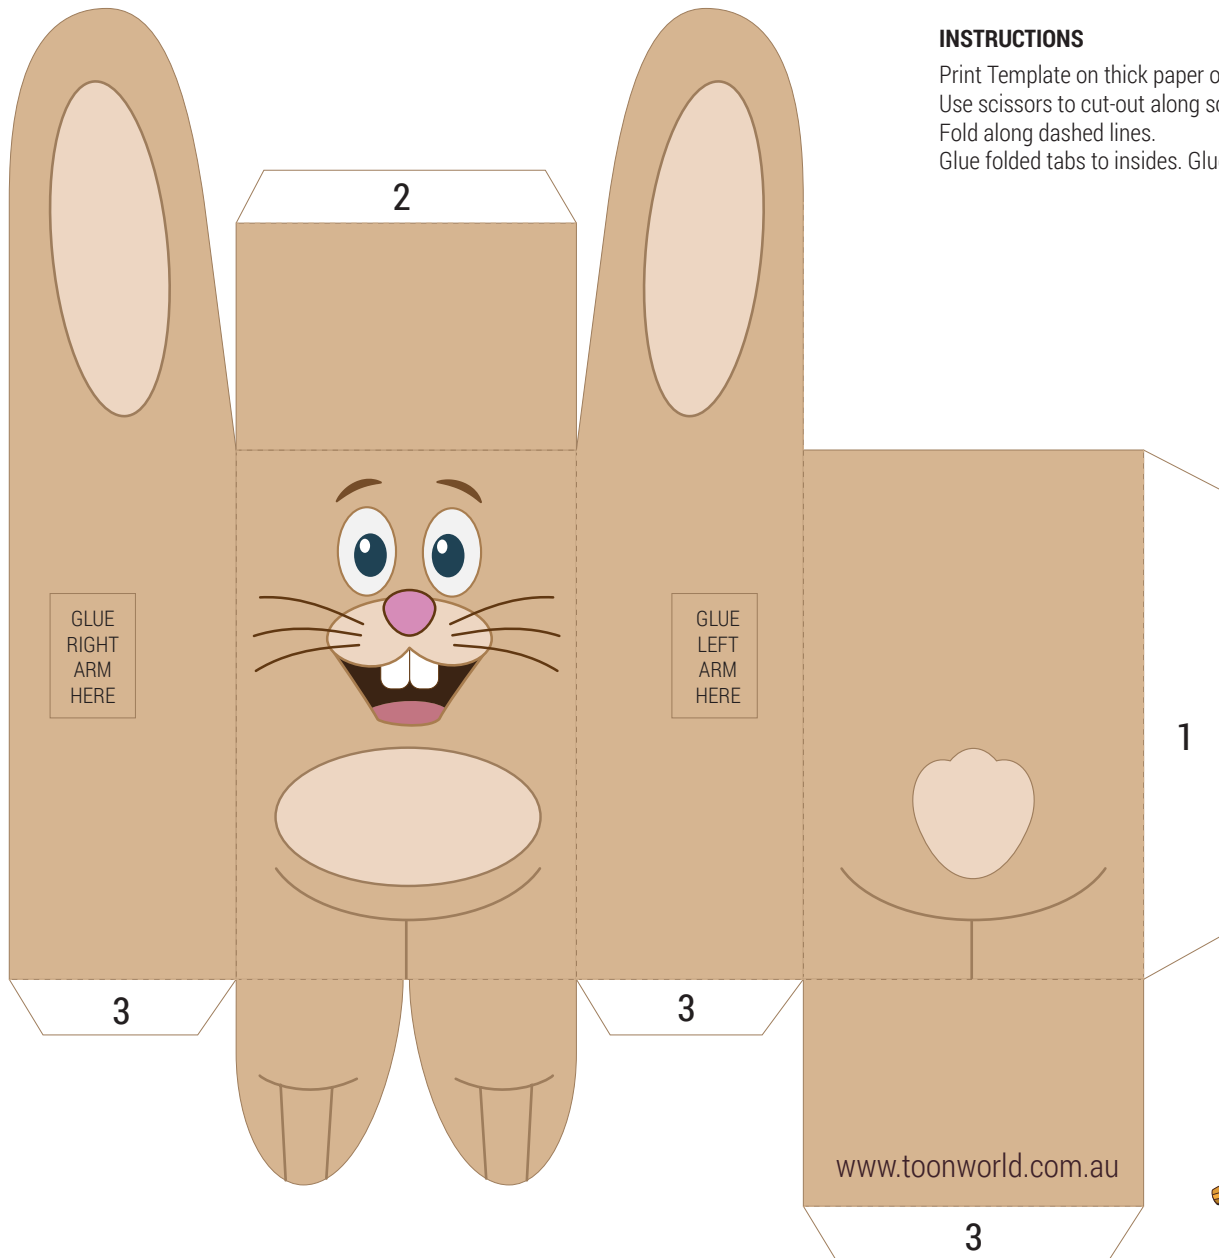 INSTRUCTIONS
Print Template on thick paper
Use scissors to cut-out along
Fold along dashed lines.
Glue folded tabs to insides.
2
GLUE
RIGHT
ARM
HERE
GLUE
LEFT
ARM
HERE
1
3
3
www.toonworld.com.au
3